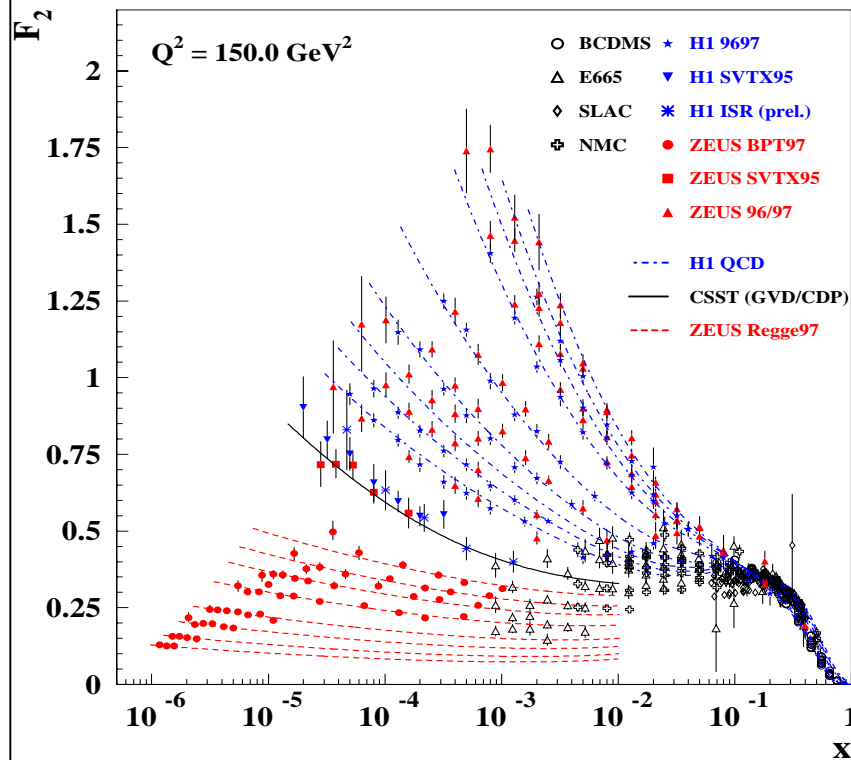 F₂
Q² = 150.0 GeV²
BCDMS
E665
SLAC
NMC
H1 9697
H1 SVTX95
H1 ISR (prel.)
ZEUS BPT97
ZEUS SVTX95
ZEUS 96/97
H1 QCD
CSST (GVD/CDP)
ZEUS Regge97
2
1.75
1.5
1.25
1
0.75
0.5
0.25
0
10⁻⁶ 10⁻⁵ 10⁻⁴ 10⁻³ 10⁻² 10⁻¹ 1
x